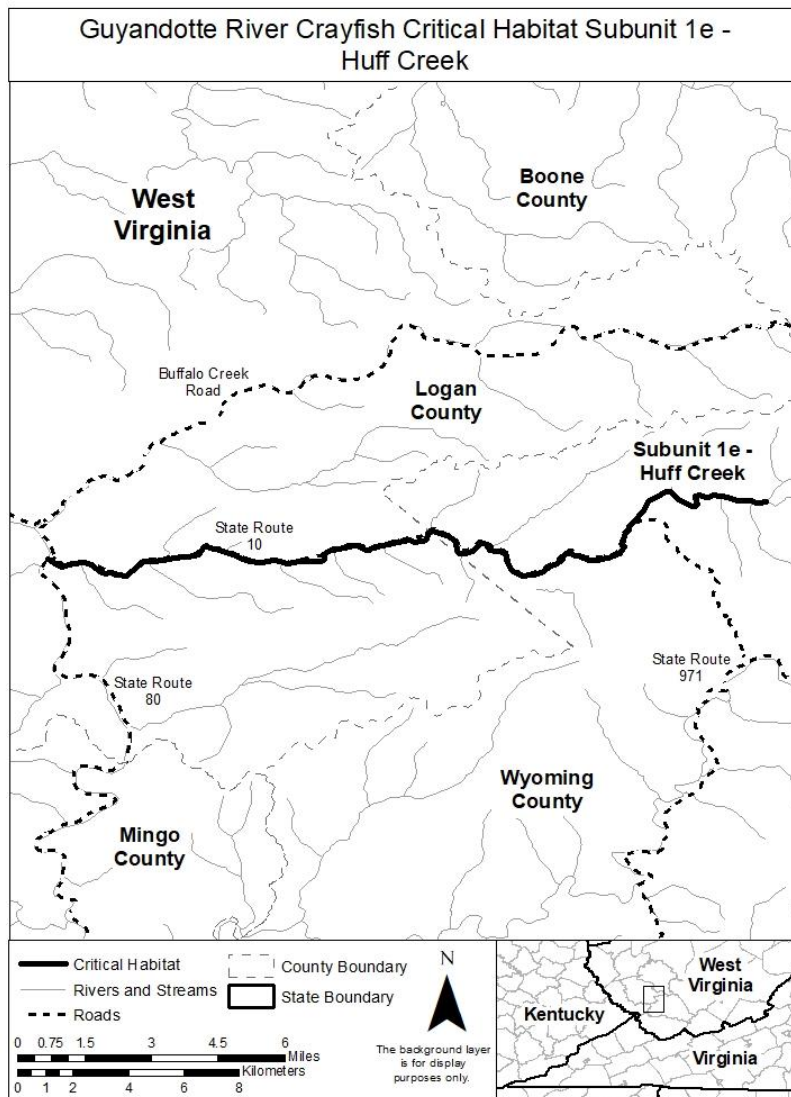 Guyandotte River Crayfish Critical Habitat Subunit 1e -
Huff Creek
West
Virginia
Boone
County
Buffalo Creek
Road
Logan
County
Subunit 1e -
Huff Creek
State Route
10
State Route
80
State Route
971
Wyoming
County
Mingo
County
Critical Habitat
Rivers and Streams
Roads
County Boundary
State Boundary
0 0.75 1.5 3 4.5 6
Miles
Kilometers
0 1 2 4 6 8
N
The background layer
is for display
purposes only.
West
Virginia
Kentucky
Virginia